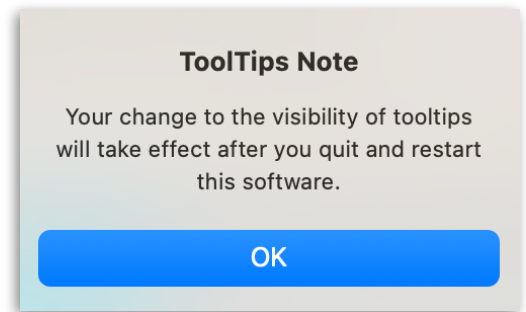 ToolTips Note
Your change to the visibility of tooltips
will take effect after you quit and restart
this software.
OK